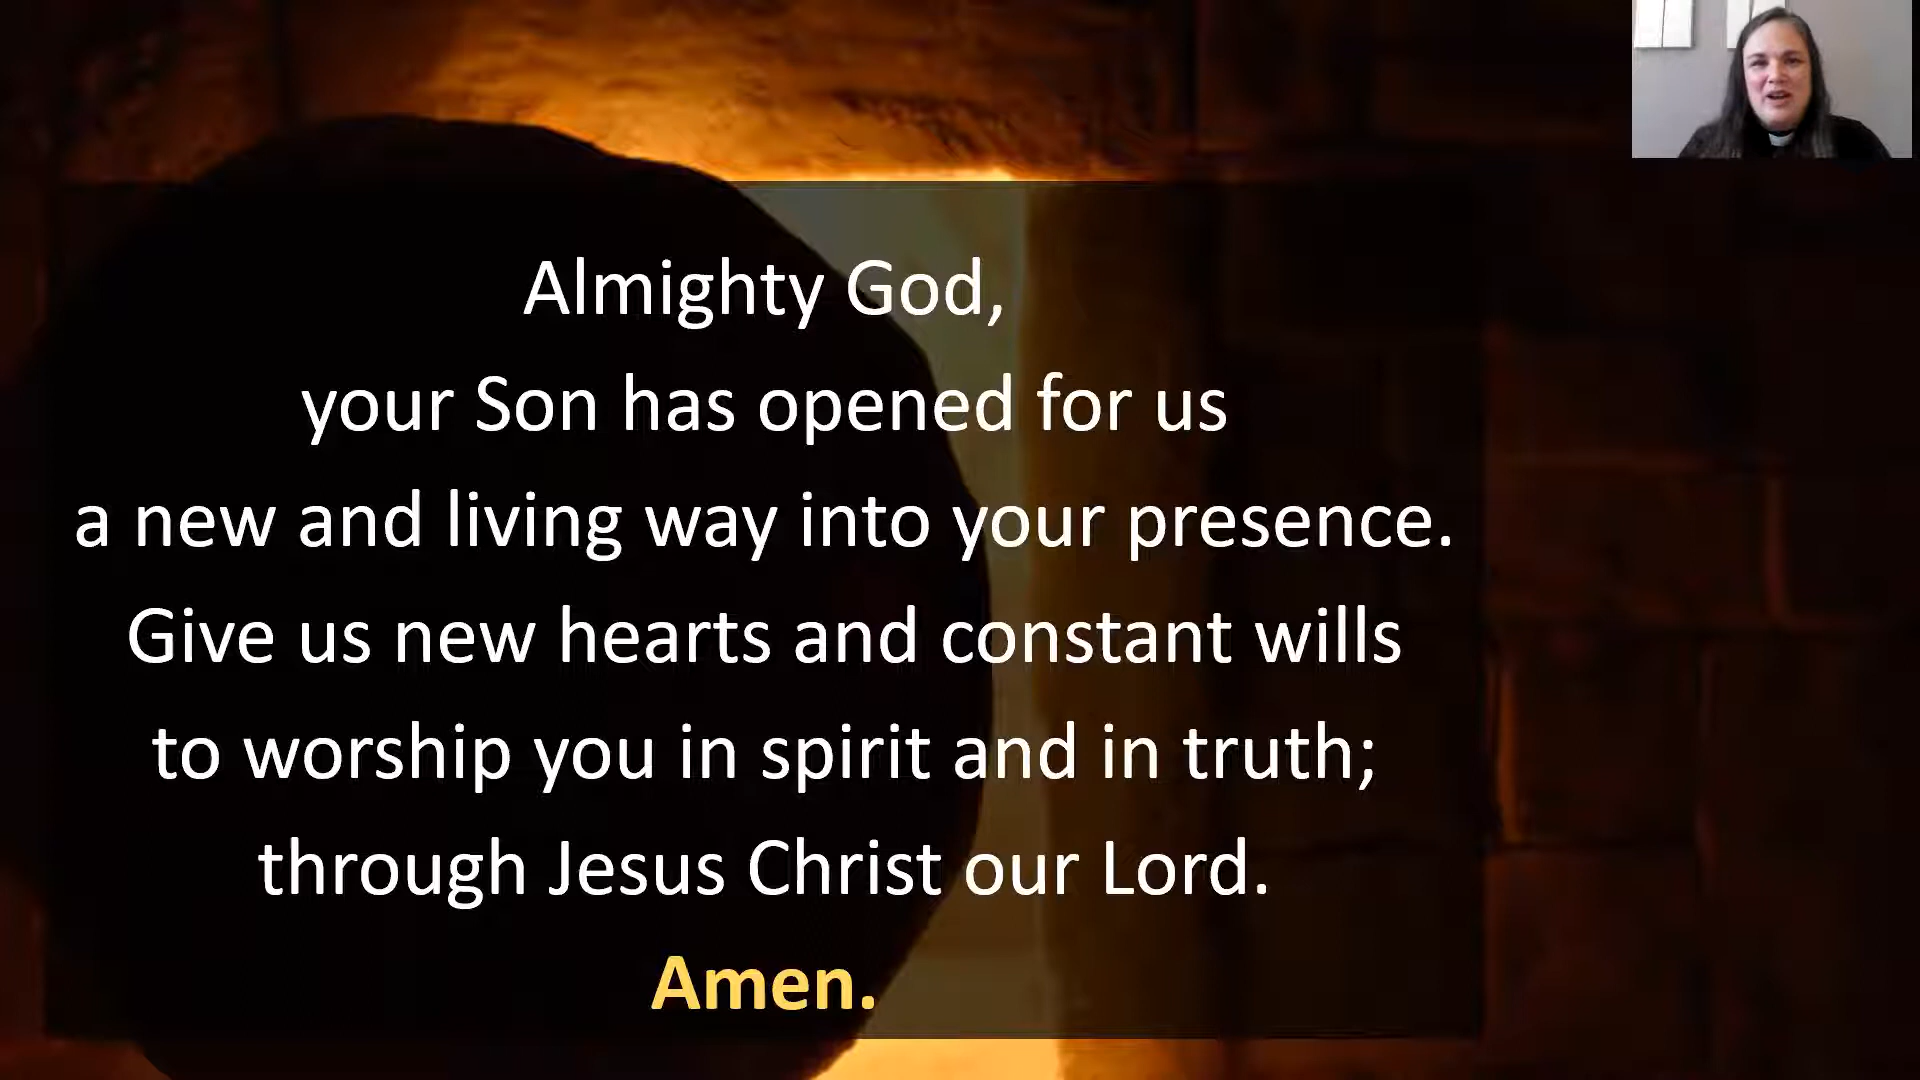 Almighty God,
your Son has opened for us
a new and living way into your presence.
Give us new hearts and constant wills
to worship you in spirit and in truth;
through Jesus Christ our Lord.
Amen.